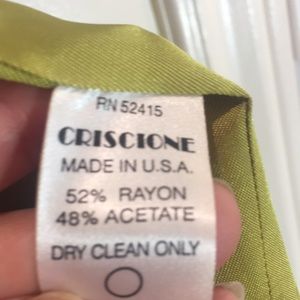 RN 52415
CRISCIONE
MADE IN U.S.A.
52% RAYON
48% ACETATE
DRY CLEAN ONLY